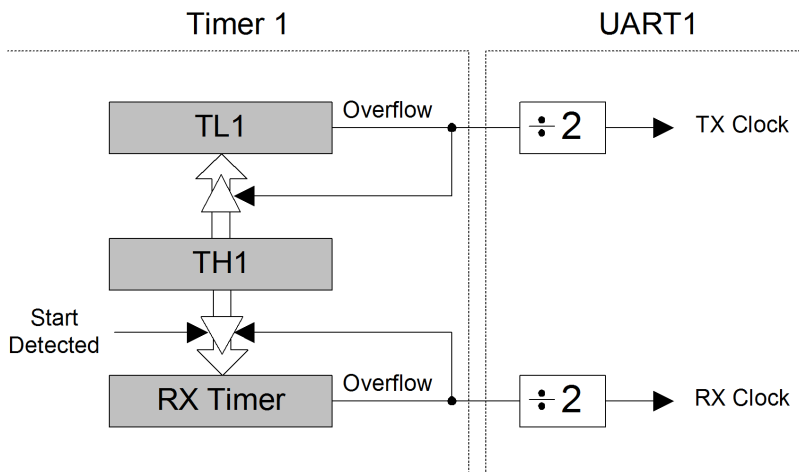 Timer 1
UART1
TL1
Overflow
÷ 2
TX Clock
TH1
Start
Detected
RX Timer
Overflow
÷ 2
RX Clock